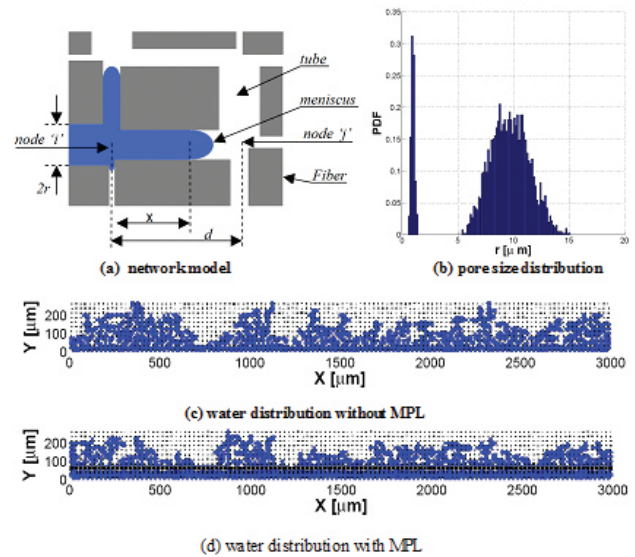 tube
meniscus
node 'i'
node 'j'
2r
Fiber
X
d
(a) network model
PDF
0.35
0.3
0.25
0.2
0.15
0.1
0.05
0
0 5 10 15 20
r [μ m]
(b) pore size distribution
Y [μm]
200
100
0
0 500 1000 1500 2000 2500 3000
X [μm]
(c) water distribution without MPL
Y [μm]
200
100
0
0 500 1000 1500 2000 2500 3000
X [μm]
(d) water distribution with MPL